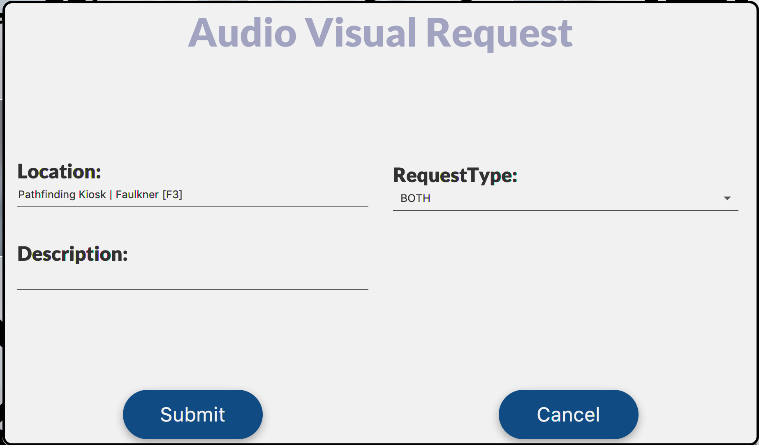 Audio Visual Request
Location:
Pathfinding Kiosk | Faulkner [F3]
RequestType:
BOTH
Description:
Submit
Cancel